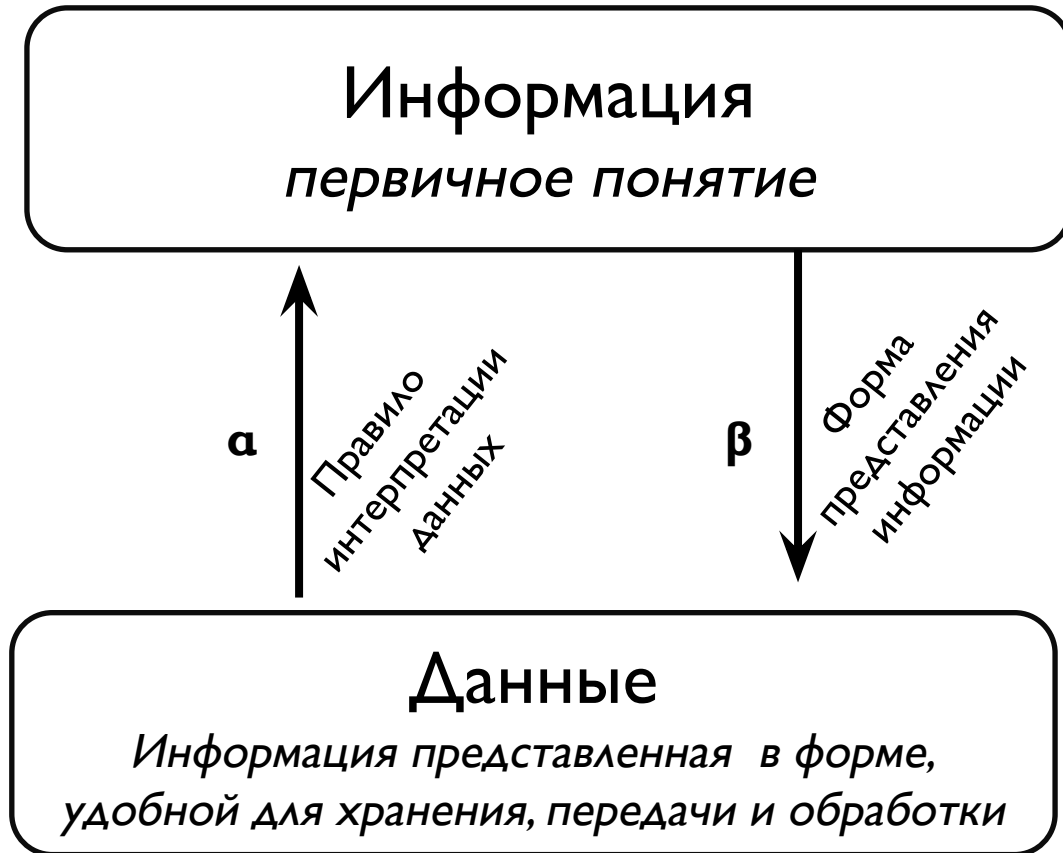 Информация
первичное понятие
α
Правило
интерпретации
данных
β
Форма
представления
информации
Данные
Информация представленная в форме,
удобной для хранения, передачи и обработки